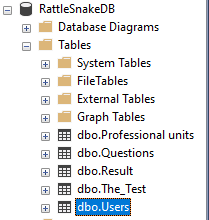 RattleSnakeDB
Database Diagrams
Tables
System Tables
FileTables
External Tables
Graph Tables
dbo.Professional units
dbo.Questions
dbo.Result
dbo.The_Test
dbo.Users